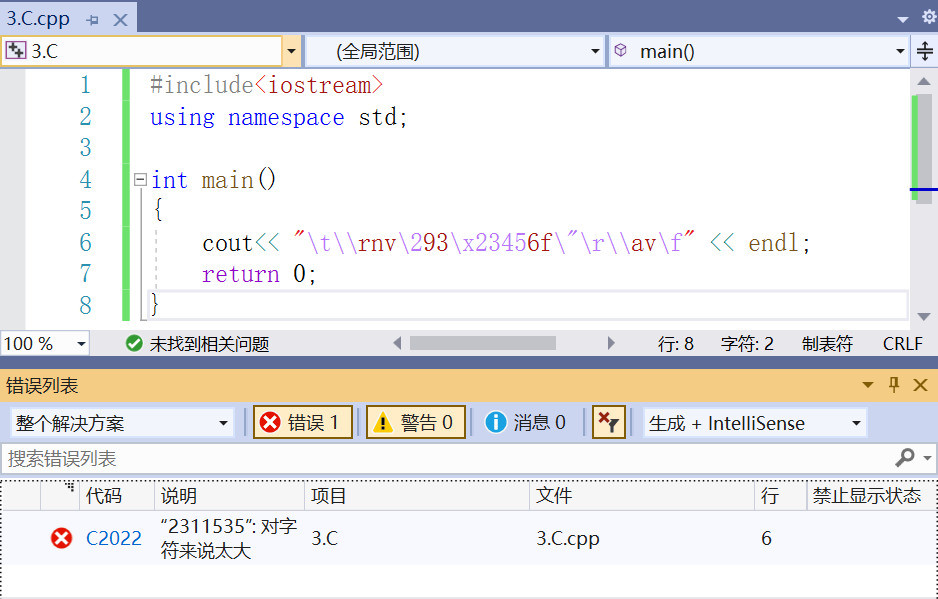 3.C.cpp
3.C (全局范围) main()
1 #include<iostream>
2 using namespace std;
3
4 int main()
5 {
6 cout<< "\t\\rnv\293\x23456f\"\r\\av\f" << endl;
7 return 0;
8 }
100 % 未找到相关问题 行: 8 字符: 2 制表符 CRLF
错误列表
整个解决方案 错误 1 警告 0 消息 0 生成 + IntelliSense
搜索错误列表
代码 说明 项目 文件 行 禁止显示状态
C2022 “2311535”: 对字符来说太大 3.C 3.C.cpp 6